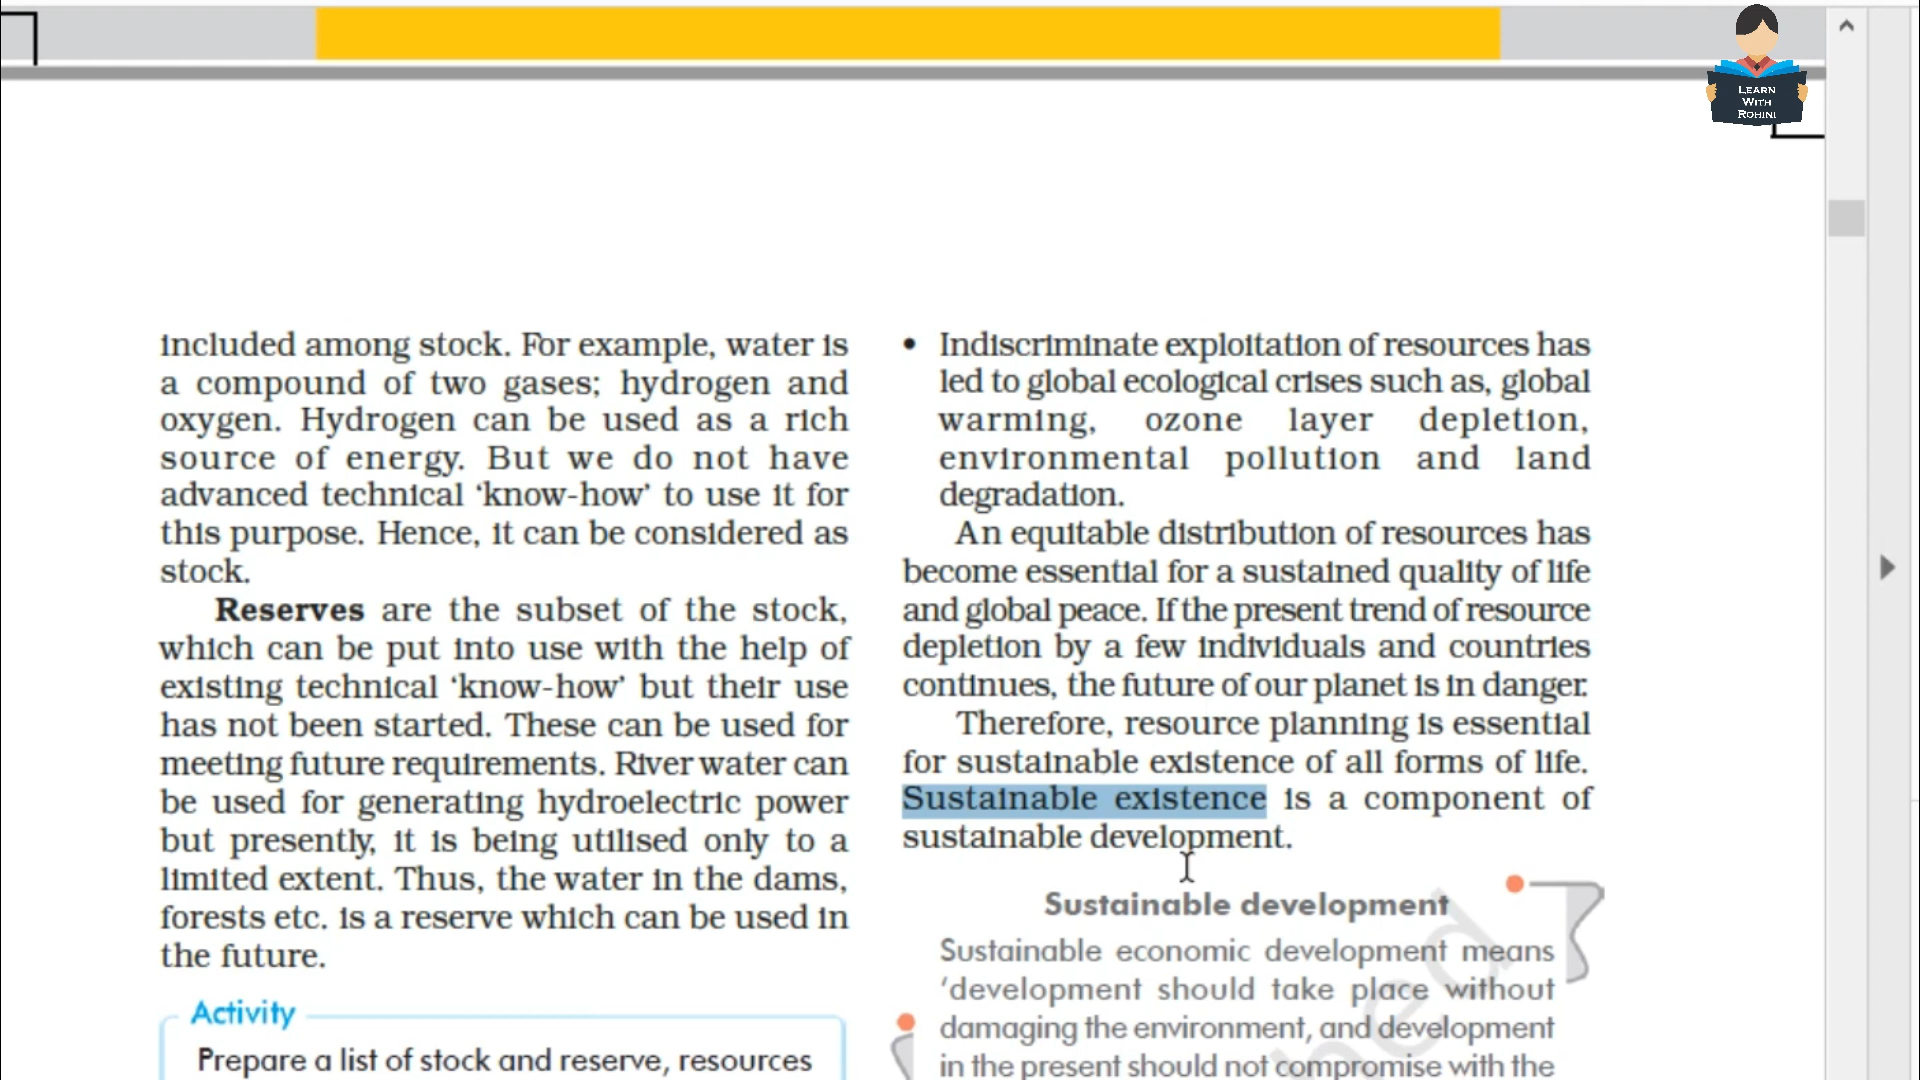 LEARN
WITH
ROHINI
included among stock. For example, water is
a compound of two gases; hydrogen and
oxygen. Hydrogen can be used as a rich
source of energy. But we do not have
advanced technical ‘know-how’ to use it for
this purpose. Hence, it can be considered as
stock.
Reserves are the subset of the stock,
which can be put into use with the help of
existing technical ‘know-how’ but their use
has not been started. These can be used for
meeting future requirements. River water can
be used for generating hydroelectric power
but presently, it is being utilised only to a
limited extent. Thus, the water in the dams,
forests etc. is a reserve which can be used in
the future.
Activity
Prepare a list of stock and reserve, resources
• Indiscriminate exploitation of resources has
led to global ecological crises such as, global
warming, ozone layer depletion,
environmental pollution and land
degradation.
An equitable distribution of resources has
become essential for a sustained quality of life
and global peace. If the present trend of resource
depletion by a few individuals and countries
continues, the future of our planet is in danger.
Therefore, resource planning is essential
for sustainable existence of all forms of life.
Sustainable existence is a component of
sustainable development.
Sustainable development
Sustainable economic development means
‘development should take place without
damaging the environment, and development
in the present should not compromise with the